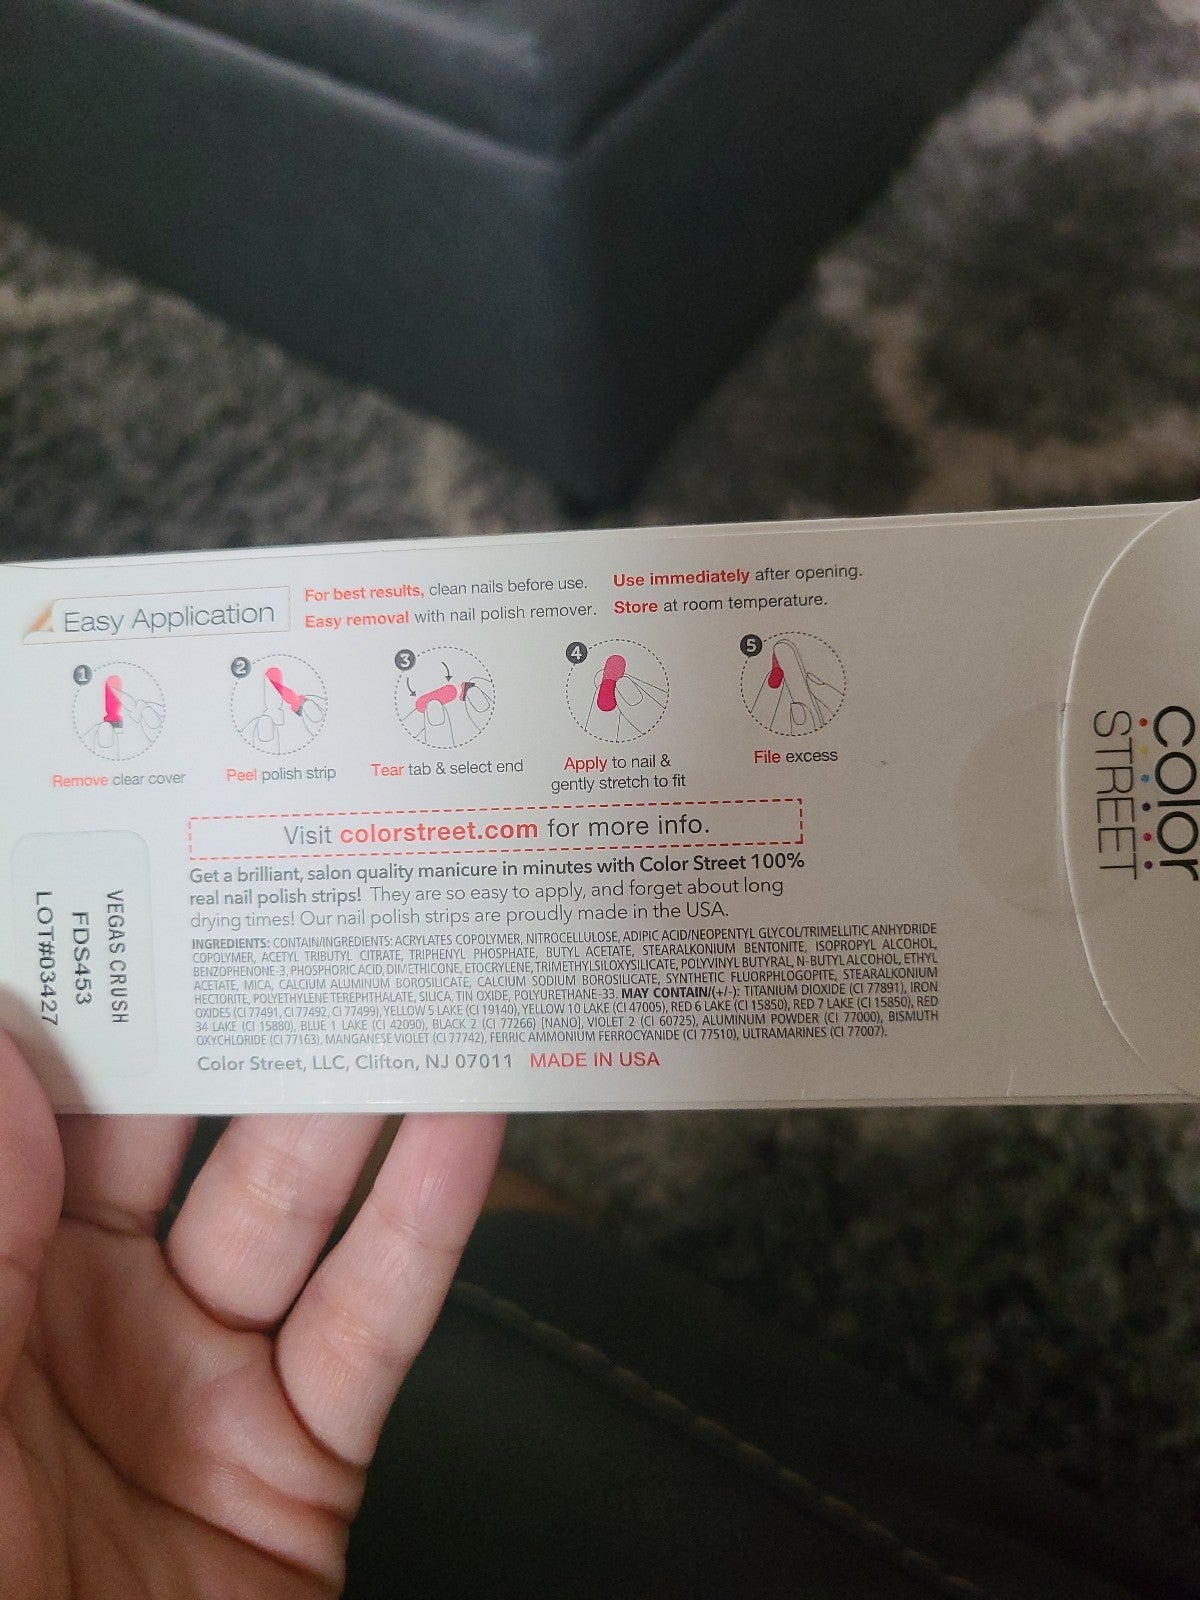 Easy Application
For best results, clean nails before use.
Easy removal with nail polish remover.
Use immediately after opening.
Store at room temperature.
1
2
3
4
5
Remove clear cover
Peel polish strip
Tear tab & select end
Apply to nail &
gently stretch to fit
File excess
Visit colorstreet.com for more info.
Get a brilliant, salon quality manicure in minutes with Color Street 100%
real nail polish strips! They are so easy to apply, and forget about long
drying times! Our nail polish strips are proudly made in the USA.
INGREDIENTS: CONTAIN/INGREDIENTS: ACRYLATES COPOLYMER, NITROCELLULOSE, ADIPIC ACID/NEOPENTYL GLYCOL/TRIMELLITIC ANHYDRIDE
COPOLYMER, ACETYL TRIBUTYL CITRATE, TRIPHENYL PHOSPHATE, BUTYL ACETATE, STEARALKONIUM BENTONITE, ISOPROPYL ALCOHOL,
BENZOPHENONE-3, PHOSPHORIC ACID, DIMETHICONE, ETOCRYLENE, TRIMETHYLSILOXYSILICATE, POLYVINYL BUTYRAL, N-BUTYL ALCOHOL, ETHYL
ACETATE, MICA, CALCIUM ALUMINUM BOROSILICATE, CALCIUM SODIUM BOROSILICATE, SYNTHETIC FLUORPHLOGOPITE, STEARALKONIUM
HECTORITE, POLYETHYLENE TEREPHTHALATE, SILICA, TIN OXIDE, POLYURETHANE-33. MAY CONTAIN/(+/-): TITANIUM DIOXIDE (CI 77891), IRON
OXIDES (CI 77491, CI 77492, CI 77499), YELLOW 5 LAKE (CI 19140), YELLOW 10 LAKE (CI 47005), RED 6 LAKE (CI 15850), RED 7 LAKE (CI 15850), RED
34 LAKE (CI 15880), BLUE 1 LAKE (CI 42090), BLACK 2 (CI 77266) [NANO], VIOLET 2 (CI 60725), ALUMINUM POWDER (CI 77000), BISMUTH
OXYCHLORIDE (CI 77163), MANGANESE VIOLET (CI 77742), FERRIC AMMONIUM FERROCYANIDE (CI 77510), ULTRAMARINES (CI 77007).
Color Street, LLC, Clifton, NJ 07011 MADE IN USA
VEGAS CRUSH
FDS453
LOT#03427
color
STREET